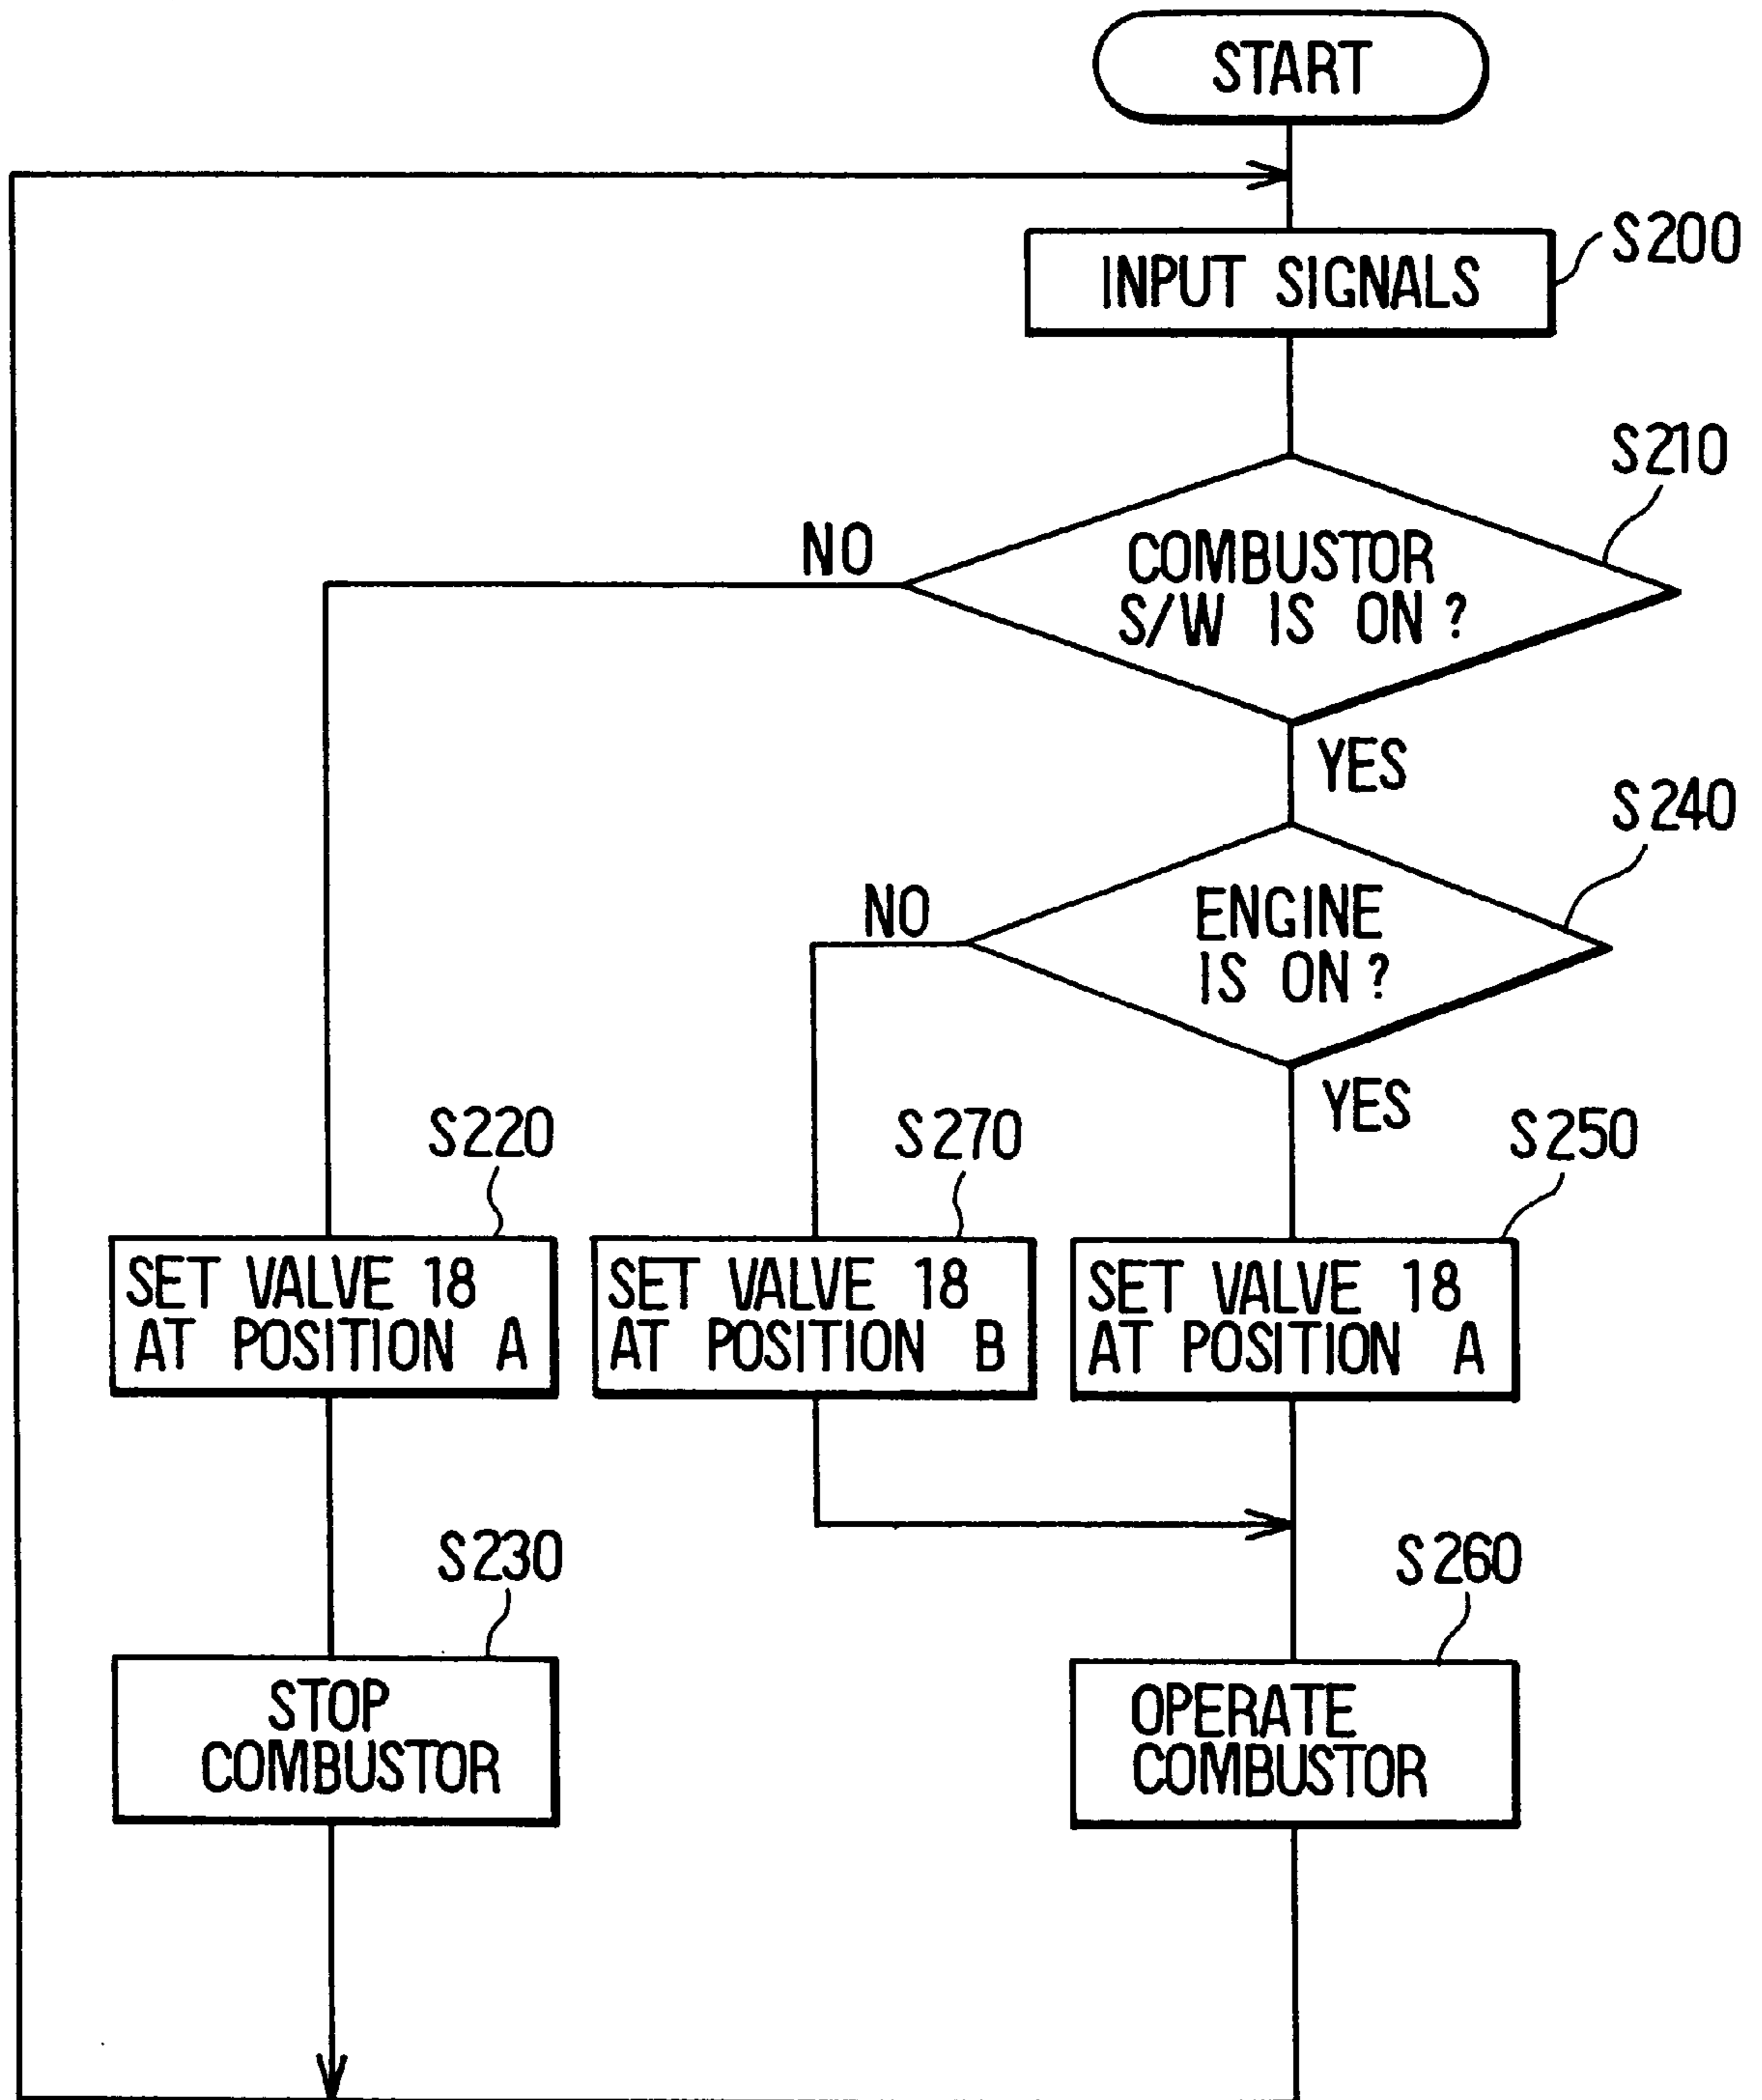 START
INPUT SIGNALS
S200
S210
NO
COMBUSTOR
S/W IS ON?
YES
S240
NO
ENGINE
IS ON?
YES
S220
S270
S250
SET VALVE 18
AT POSITION A
SET VALVE 18
AT POSITION B
SET VALVE 18
AT POSITION A
S230
S260
STOP
COMBUSTOR
OPERATE
COMBUSTOR